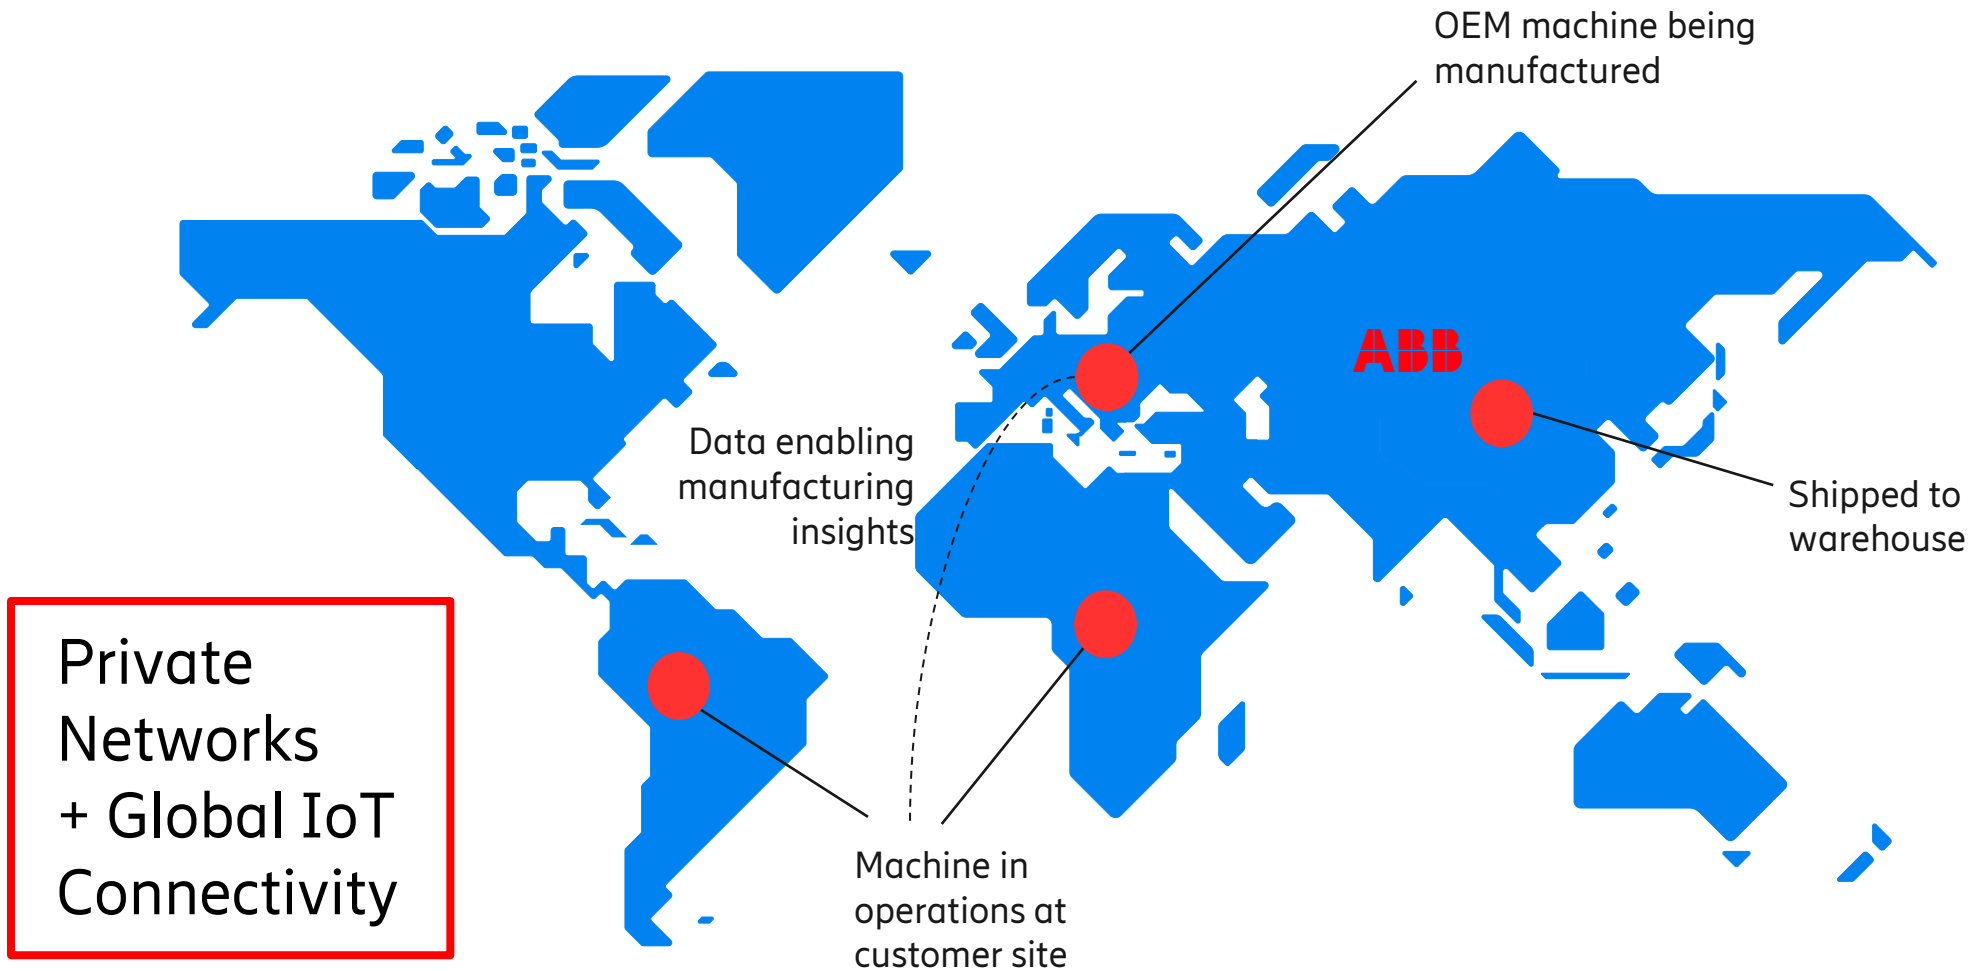 OEM machine being
manufactured
ABB
Data enabling
manufacturing
insights
Shipped to
warehouse
Private
Networks
+ Global IoT
Connectivity
Machine in
operations at
customer site